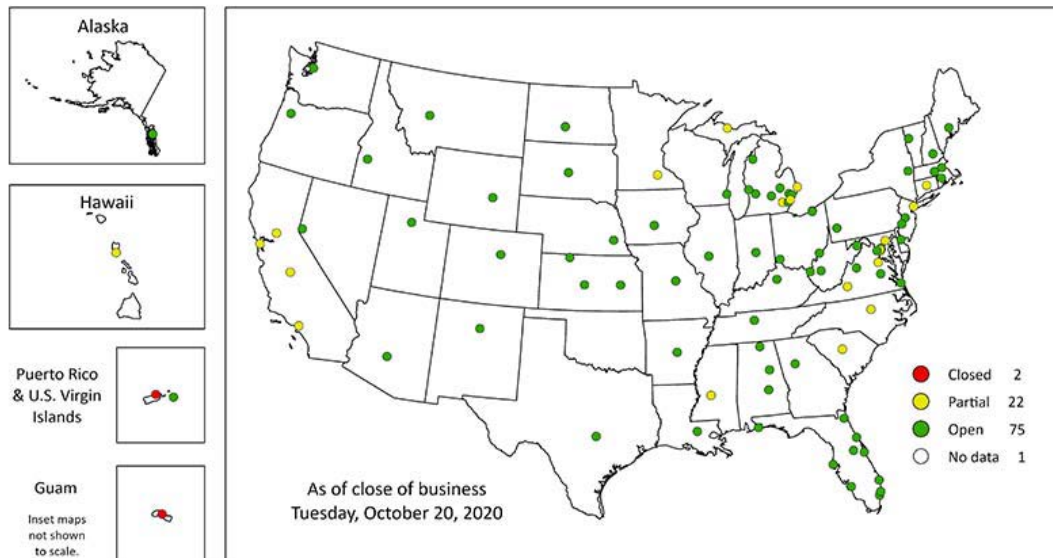 Alaska
Hawaii
Puerto Rico
& U.S. Virgin
Islands
Guam
Inset maps
not shown
to scale.
As of close of business
Tuesday, October 20, 2020
Closed 2
Partial 22
Open 75
No data 1